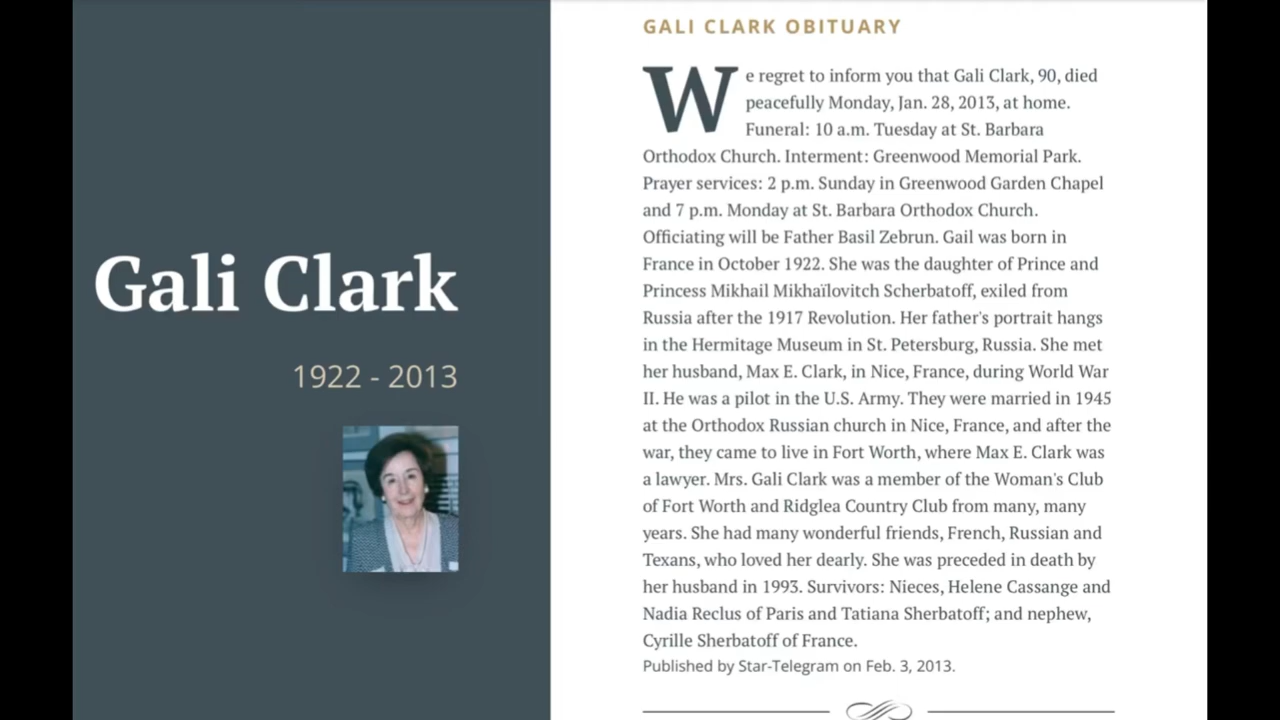 Gali Clark
1922 - 2013
GALI CLARK OBITUARY
We regret to inform you that Gali Clark, 90, died
peacefully Monday, Jan. 28, 2013, at home.
Funeral: 10 a.m. Tuesday at St. Barbara
Orthodox Church. Interment: Greenwood Memorial Park.
Prayer services: 2 p.m. Sunday in Greenwood Garden Chapel
and 7 p.m. Monday at St. Barbara Orthodox Church.
Officiating will be Father Basil Zebrun. Gail was born in
France in October 1922. She was the daughter of Prince and
Princess Mikhail Mikhaïlovitch Scherbatoff, exiled from
Russia after the 1917 Revolution. Her father's portrait hangs
in the Hermitage Museum in St. Petersburg, Russia. She met
her husband, Max E. Clark, in Nice, France, during World War
II. He was a pilot in the U.S. Army. They were married in 1945
at the Orthodox Russian church in Nice, France, and after the
war, they came to live in Fort Worth, where Max E. Clark was
a lawyer. Mrs. Gali Clark was a member of the Woman's Club
of Fort Worth and Ridglea Country Club from many, many
years. She had many wonderful friends, French, Russian and
Texans, who loved her dearly. She was preceded in death by
her husband in 1993. Survivors: Nieces, Helene Cassange and
Nadia Reclus of Paris and Tatiana Sherbatoff; and nephew,
Cyrille Sherbatoff of France.
Published by Star-Telegram on Feb. 3, 2013.